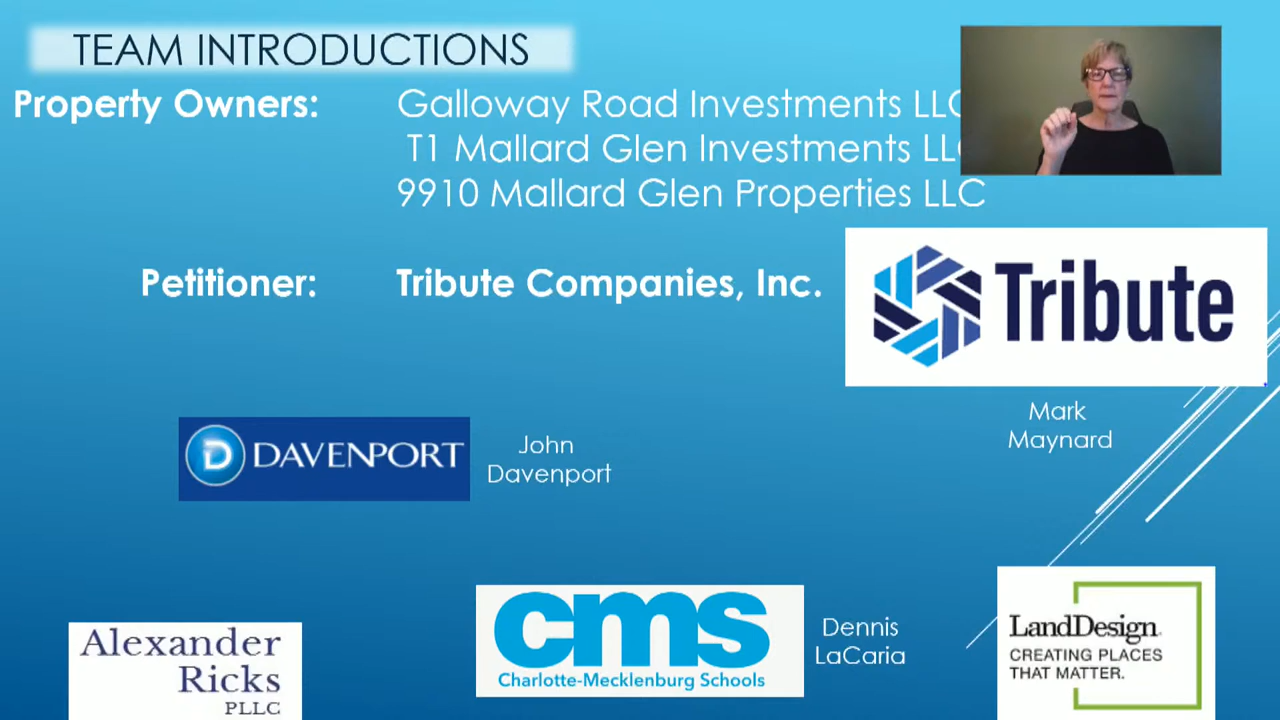 TEAM INTRODUCTIONS
Property Owners:
Galloway Road Investments LLC
T1 Mallard Glen Investments LLC
9910 Mallard Glen Properties LLC
Petitioner:
Tribute Companies, Inc.
Tribute
Mark
Maynard
D DAVENPORT
John
Davenport
cms
Charlotte-Mecklenburg Schools
Dennis
LaCaria
LandDesign.
CREATING PLACES
THAT MATTER.
Alexander
Ricks
PLLC